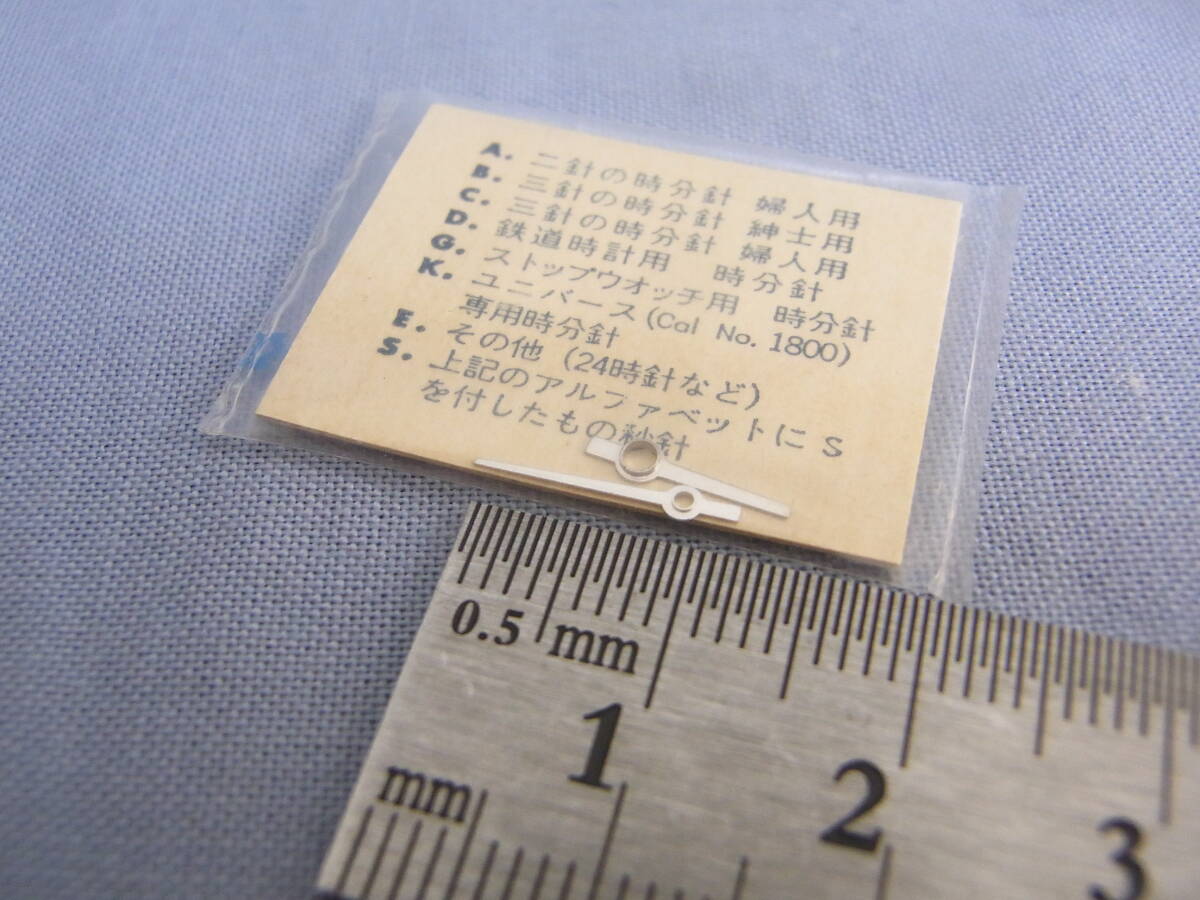 A. 二針の時分針 婦人用
B. 三針の時分針 紳士用
C. 三針の時分針 婦人用
D. 鉄道時計用 時分針
G. ストップウオッチ用 時分針
K. ユニバース(Cal No. 1800)
専用時分針
E. その他 (24時針など)
S. 上記のアルファベットにS
を付したもの秒針
0.5 mm
1 2 3
mm